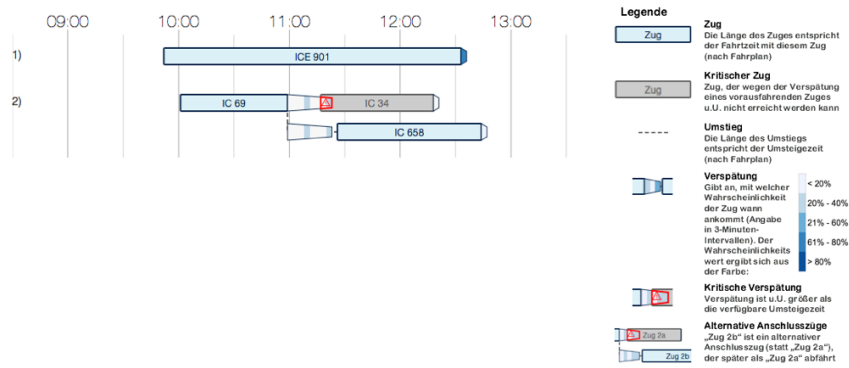 09:00 10:00 11:00 12:00 13:00
1) ICE 901
2) IC 69 IC 34
IC 658
Legende
Zug
Zug
Die Länge des Zuges entspricht
der Fahrtzeit mit diesem Zug
(nach Fahrplan)
Zug
Kritischer Zug
Zug, der wegen der Verspätung
eines vorausfahrenden Zuges
u.U. nicht erreicht werden kann
Umstieg
Die Länge des Umstiegs
entspricht der Umsteigezeit
(nach Fahrplan)
Verspätung
Gibt an, mit welcher
Wahrscheinlichkeit
der Zug wann
ankommt (Angabe
in 3-Minuten-
Intervallen). Der
Wahrscheinlichkeits
wert ergibt sich aus
der Farbe:
< 20%
20% - 40%
21% - 60%
61% - 80%
> 80%
Kritische Verspätung
Verspätung ist u.U. größer als
die verfügbare Umsteigezeit
Zug 2a
Zug 2b
Alternative Anschlusszüge
„Zug 2b“ ist ein alternativer
Anschlusszug (statt „Zug 2a“),
der später als „Zug 2a“ abfährt